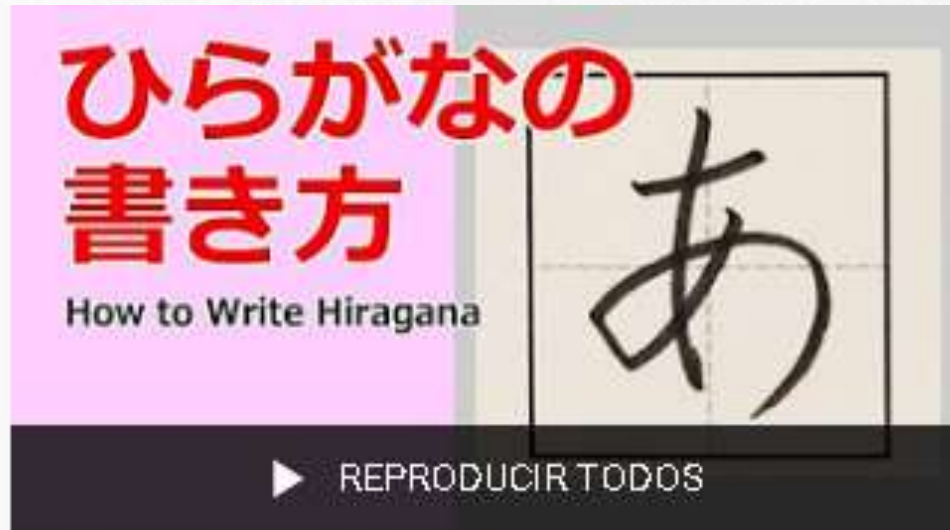 ひらがなの
書き方
How to Write Hiragana
あ
REPRODUCIR TODOS